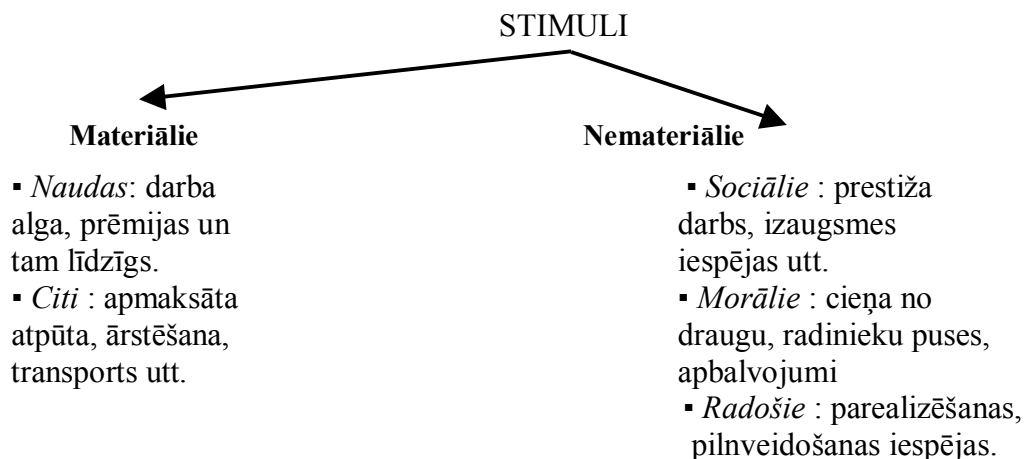 STIMULI
Materiālie
▪ Naudas: darba
alga, prēmijas un
tam līdzīgs.
▪ Citi : apmaksāta
atpūta, ārstēšana,
transports utt.
Nemateriālie
▪ Sociālie : prestiža
darbs, izaugsmes
iespējas utt.
▪ Morālie : cieņa no
draugu, radinieku puses,
apbalvojumi
▪ Radošie : parealizēšanas,
pilnveidošanas iespējas.